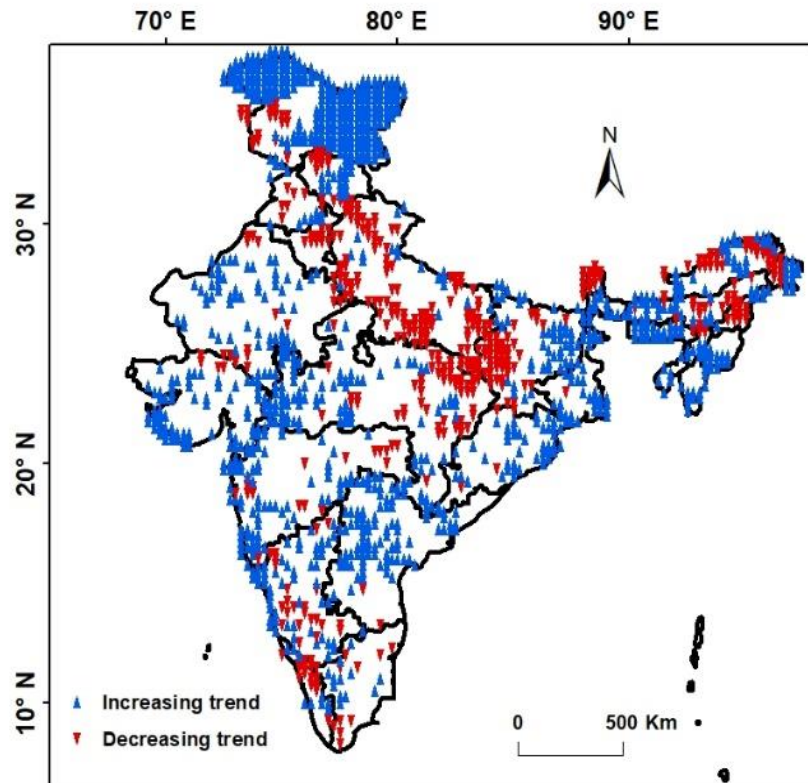 70° E 80° E 90° E
N
30° N
20° N
10° N
Increasing trend
Decreasing trend
0 500 Km